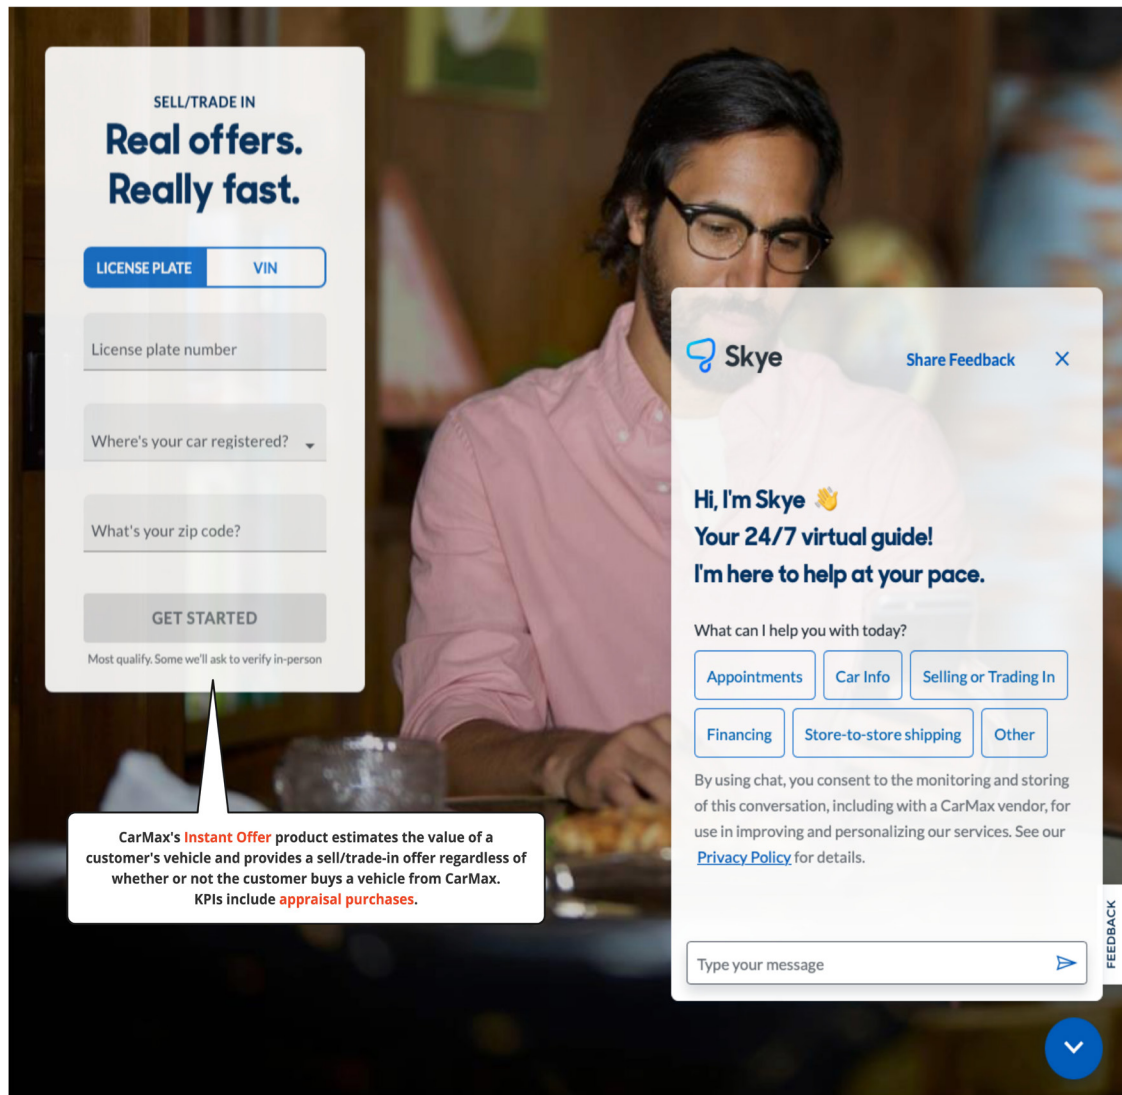 SELL/TRADE IN
Real offers.
Really fast.
LICENSE PLATE VIN
License plate number
Where's your car registered?
What's your zip code?
GET STARTED
Most qualify. Some we'll ask to verify in-person
CarMax's Instant Offer product estimates the value of a
customer's vehicle and provides a sell/trade-in offer regardless of
whether or not the customer buys a vehicle from CarMax.
KPIs include appraisal purchases.
Skye
Share Feedback
Hi, I'm Skye 👋
Your 24/7 virtual guide!
I'm here to help at your pace.
What can I help you with today?
Appointments Car Info Selling or Trading In
Financing Store-to-store shipping Other
By using chat, you consent to the monitoring and storing
of this conversation, including with a CarMax vendor, for
use in improving and personalizing our services. See our
Privacy Policy for details.
Type your message
FEEDBACK